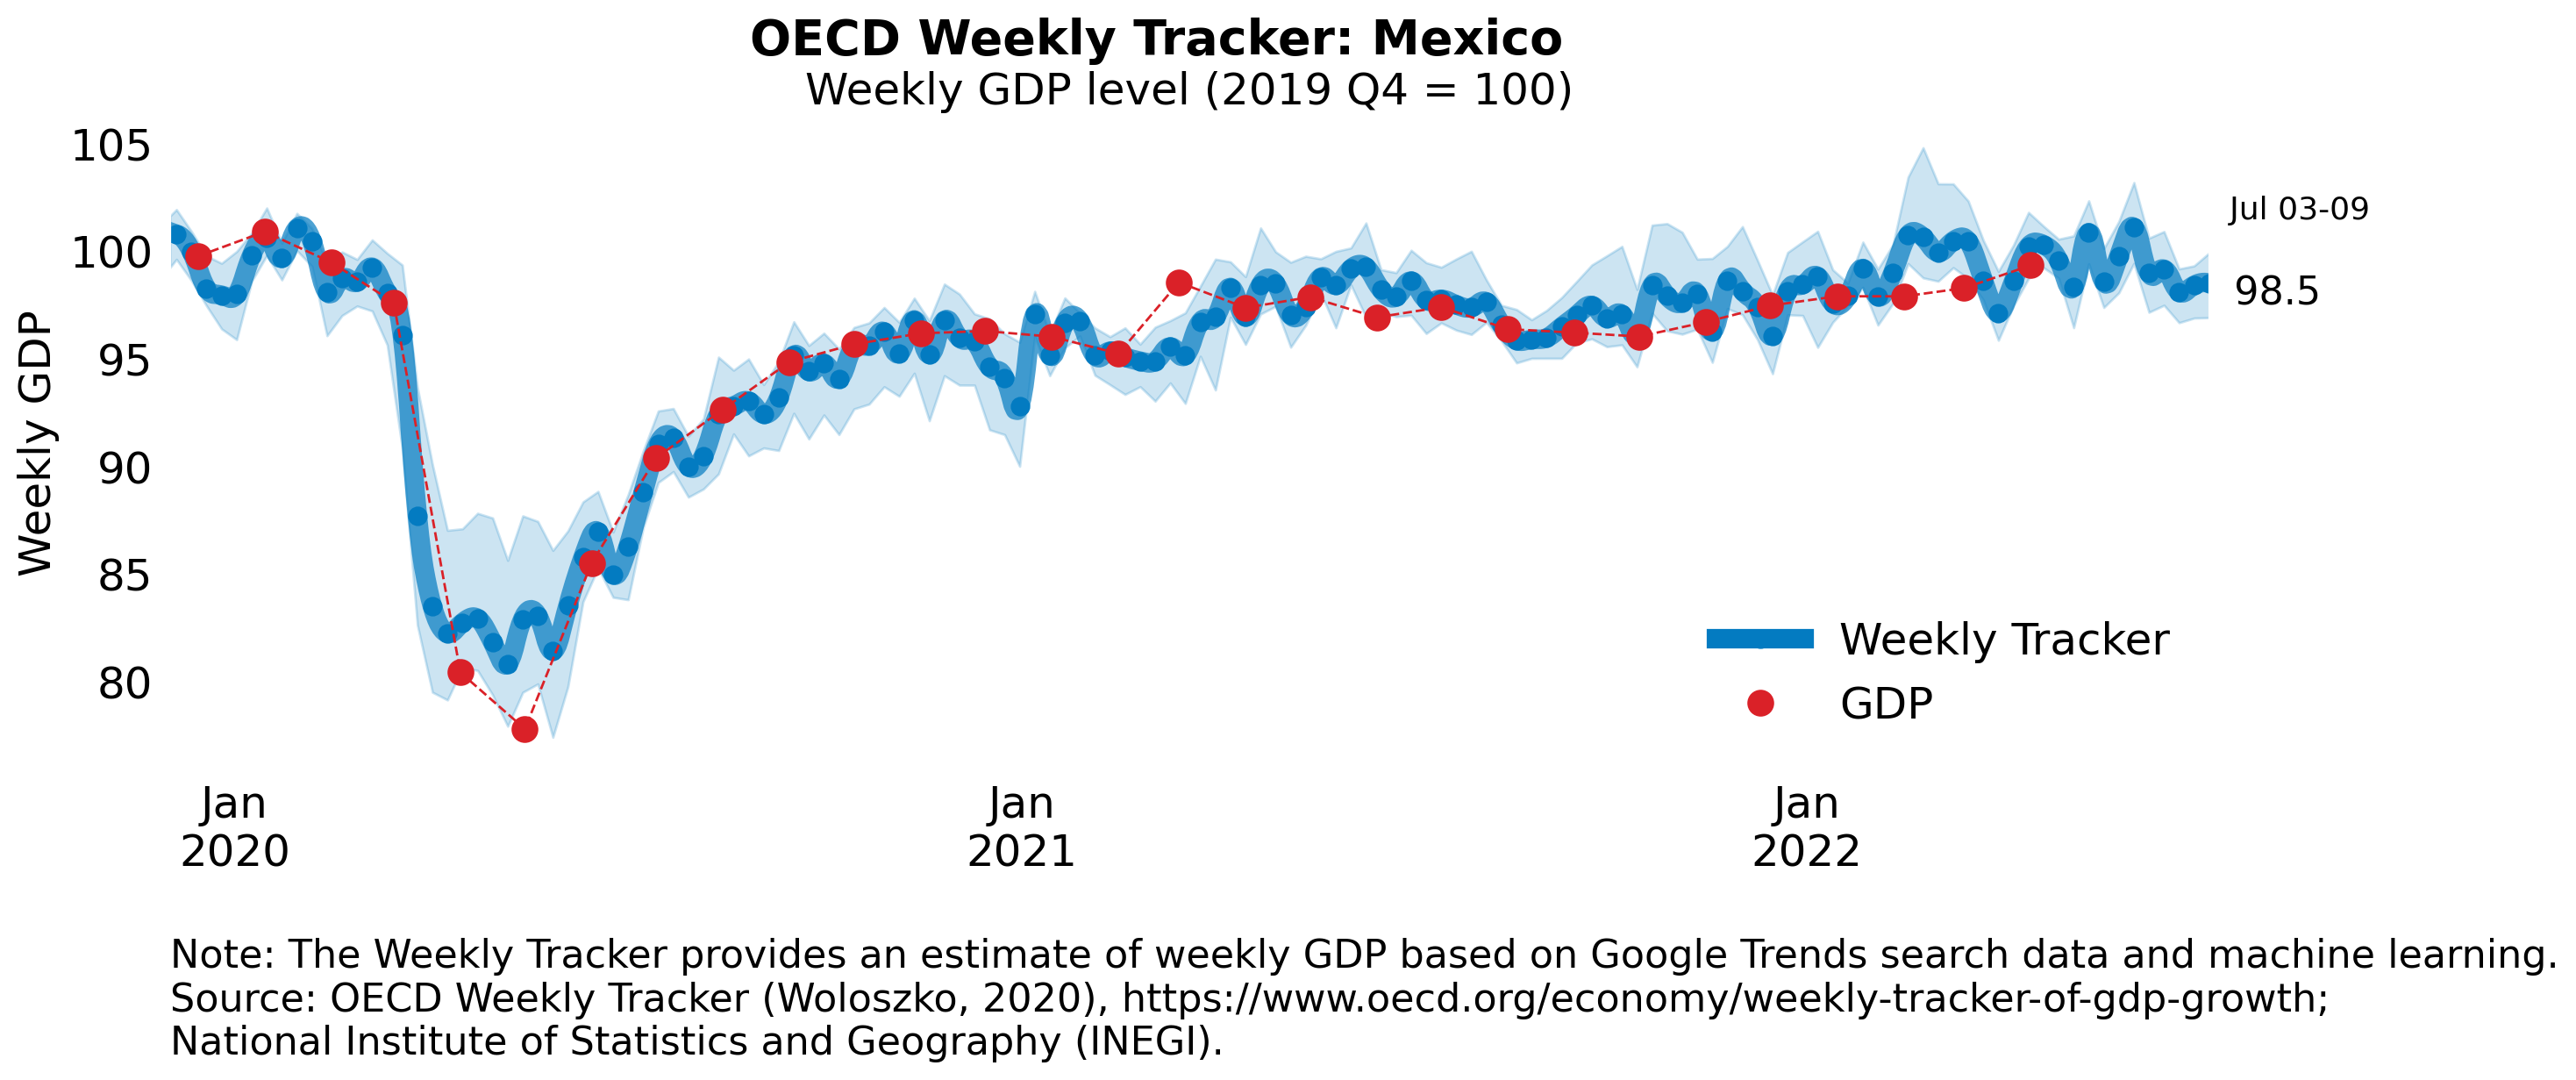 OECD Weekly Tracker: Mexico
Weekly GDP level (2019 Q4 = 100)
105
100
95
90
85
80
Weekly GDP
Jul 03-09
98.5
Weekly Tracker
GDP
Jan
2020
Jan
2021
Jan
2022
Note: The Weekly Tracker provides an estimate of weekly GDP based on Google Trends search data and machine learning.
Source: OECD Weekly Tracker (Woloszko, 2020), https://www.oecd.org/economy/weekly-tracker-of-gdp-growth;
National Institute of Statistics and Geography (INEGI).